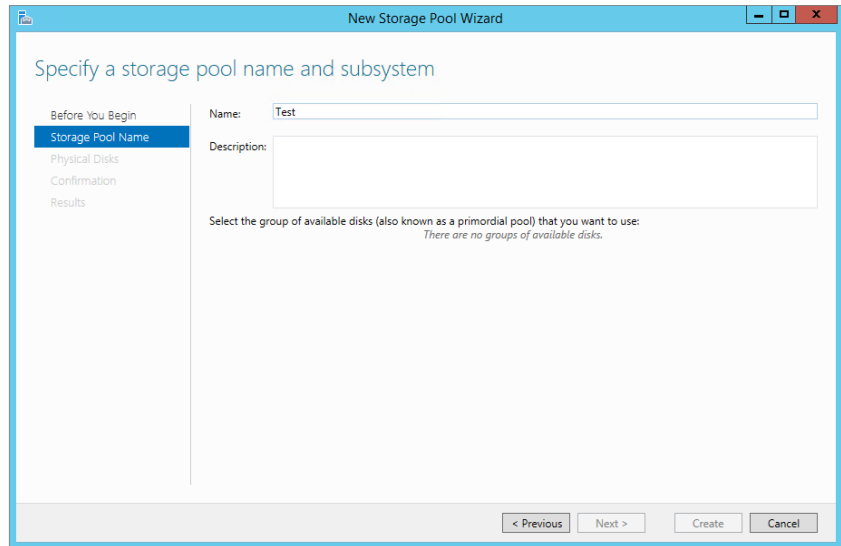 New Storage Pool Wizard
Specify a storage pool name and subsystem
Before You Begin
Storage Pool Name
Physical Disks
Confirmation
Results
Name: Test
Description:
Select the group of available disks (also known as a primordial pool) that you want to use:
There are no groups of available disks.
< Previous Next > Create Cancel